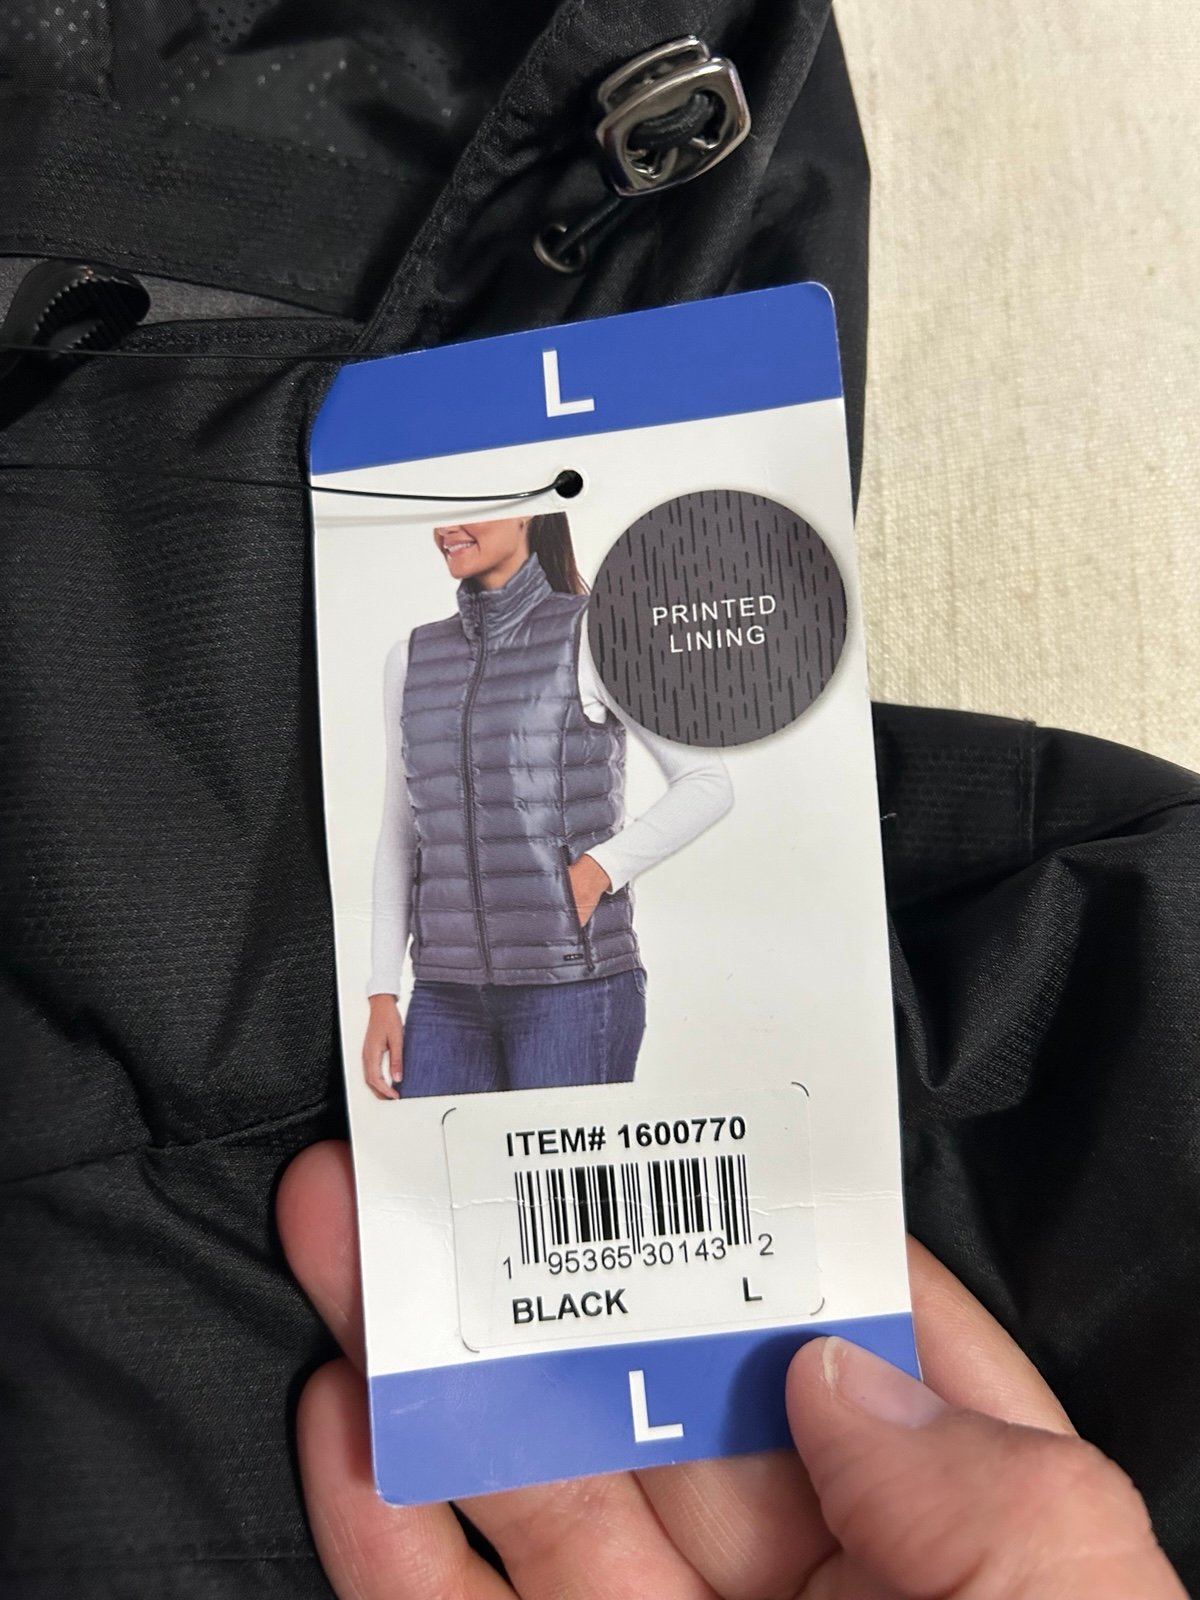 L
PRINTED
LINING
ITEM# 1600770
1 95365 30143 2
BLACK L
L